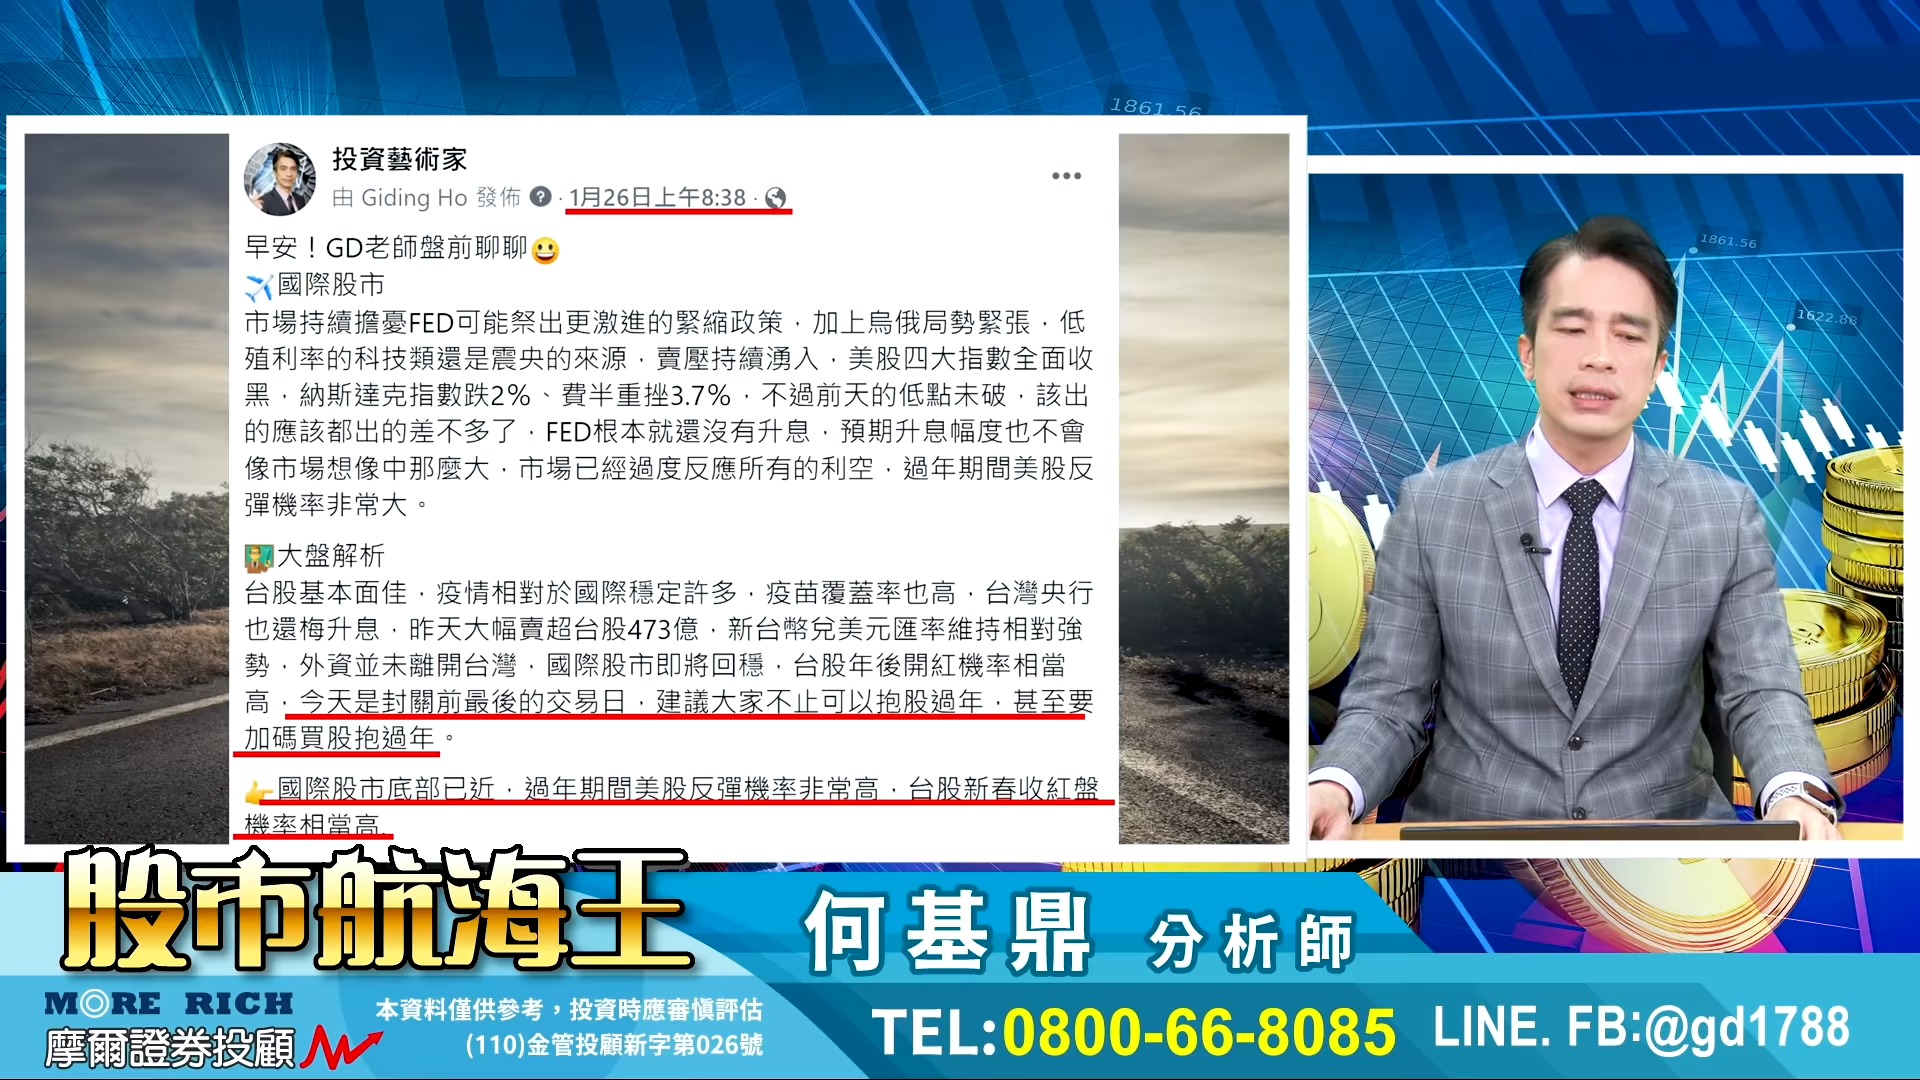 1861.56
投資藝術家
由 Giding Ho 發佈 · 1月26日上午8:38 ·
早安！GD老師盤前聊聊😀
✈️國際股市
市場持續擔憂FED可能祭出更激進的緊縮政策，加上烏俄局勢緊張，低
殖利率的科技類還是震央的來源，賣壓持續湧入，美股四大指數全面收
黑，納斯達克指數跌2%、費半重挫3.7%，不過前天的低點未破，該出
的應該都出的差不多了，FED根本就還沒有升息，預期升息幅度也不會
像市場想像中那麼大，市場已經過度反應所有的利空，過年期間美股反
彈機率非常大。
👨‍🏫大盤解析
台股基本面佳，疫情相對於國際穩定許多，疫苗覆蓋率也高，台灣央行
也還梅升息，昨天大幅賣超台股473億，新台幣兌美元匯率維持相對強
勢，外資並未離開台灣，國際股市即將回穩，台股年後開紅機率相當
高，今天是封關前最後的交易日，建議大家不止可以抱股過年，甚至要
加碼買股抱過年。
👉國際股市底部已近，過年期間美股反彈機率非常高，台股新春收紅盤
機率相當高.
1861.56
1622.88
股市航海王
何基鼎 分析師
MORE RICH
摩爾證券投顧
本資料僅供參考，投資時應審慎評估
(110)金管投顧新字第026號
TEL:0800-66-8085
LINE. FB:@gd1788